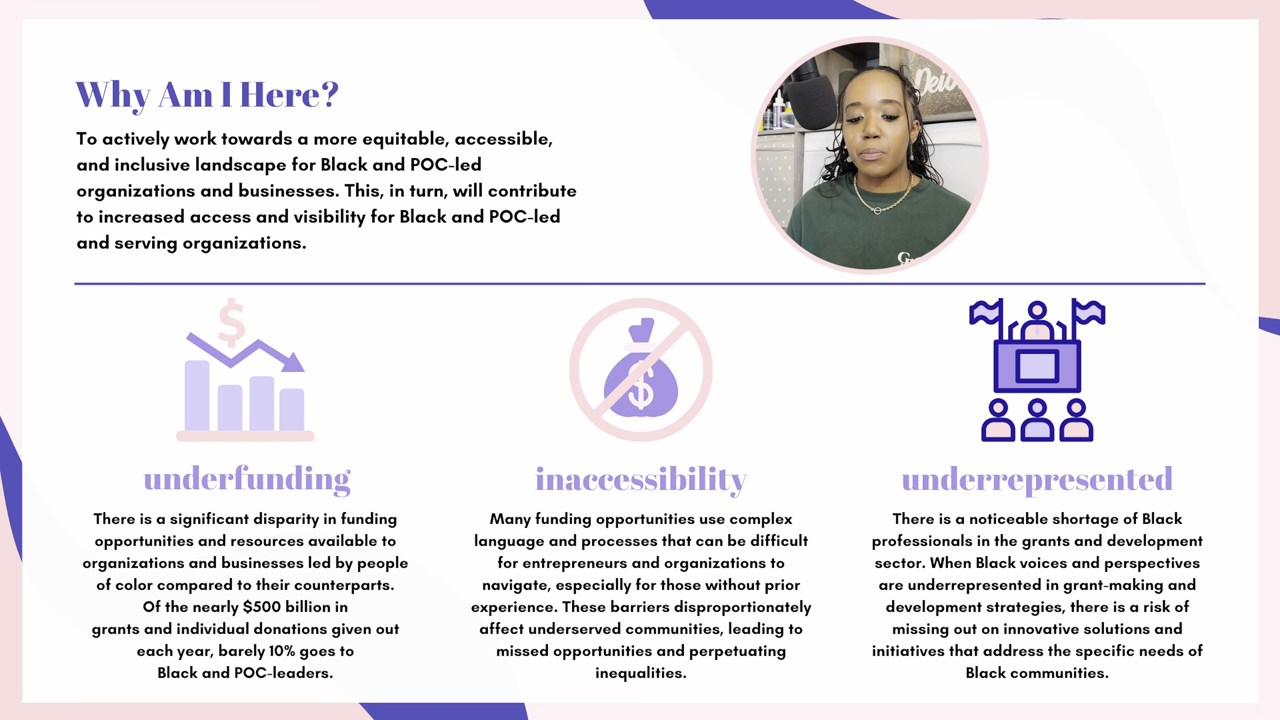 Why Am I Here?
To actively work towards a more equitable, accessible,
and inclusive landscape for Black and POC-led
organizations and businesses. This, in turn, will contribute
to increased access and visibility for Black and POC-led
and serving organizations.
$
underfunding
There is a significant disparity in funding
opportunities and resources available to
organizations and businesses led by people
of color compared to their counterparts.
Of the nearly $500 billion in
grants and individual donations given out
each year, barely 10% goes to
Black and POC-leaders.
$
inaccessibility
Many funding opportunities use complex
language and processes that can be difficult
for entrepreneurs and organizations to
navigate, especially for those without prior
experience. These barriers disproportionately
affect underserved communities, leading to
missed opportunities and perpetuating
inequalities.
underrepresented
There is a noticeable shortage of Black
professionals in the grants and development
sector. When Black voices and perspectives
are underrepresented in grant-making and
development strategies, there is a risk of
missing out on innovative solutions and
initiatives that address the specific needs of
Black communities.